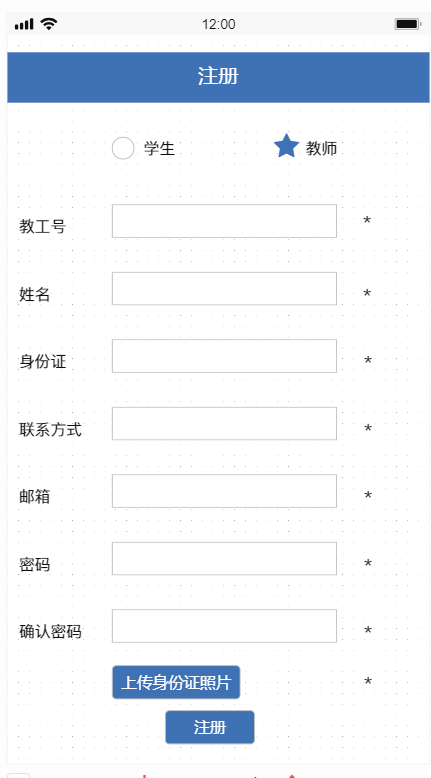 12:00
注册
学生 教师
教工号 *
姓名 *
身份证 *
联系方式 *
邮箱 *
密码 *
确认密码 *
上传身份证照片 *
注册